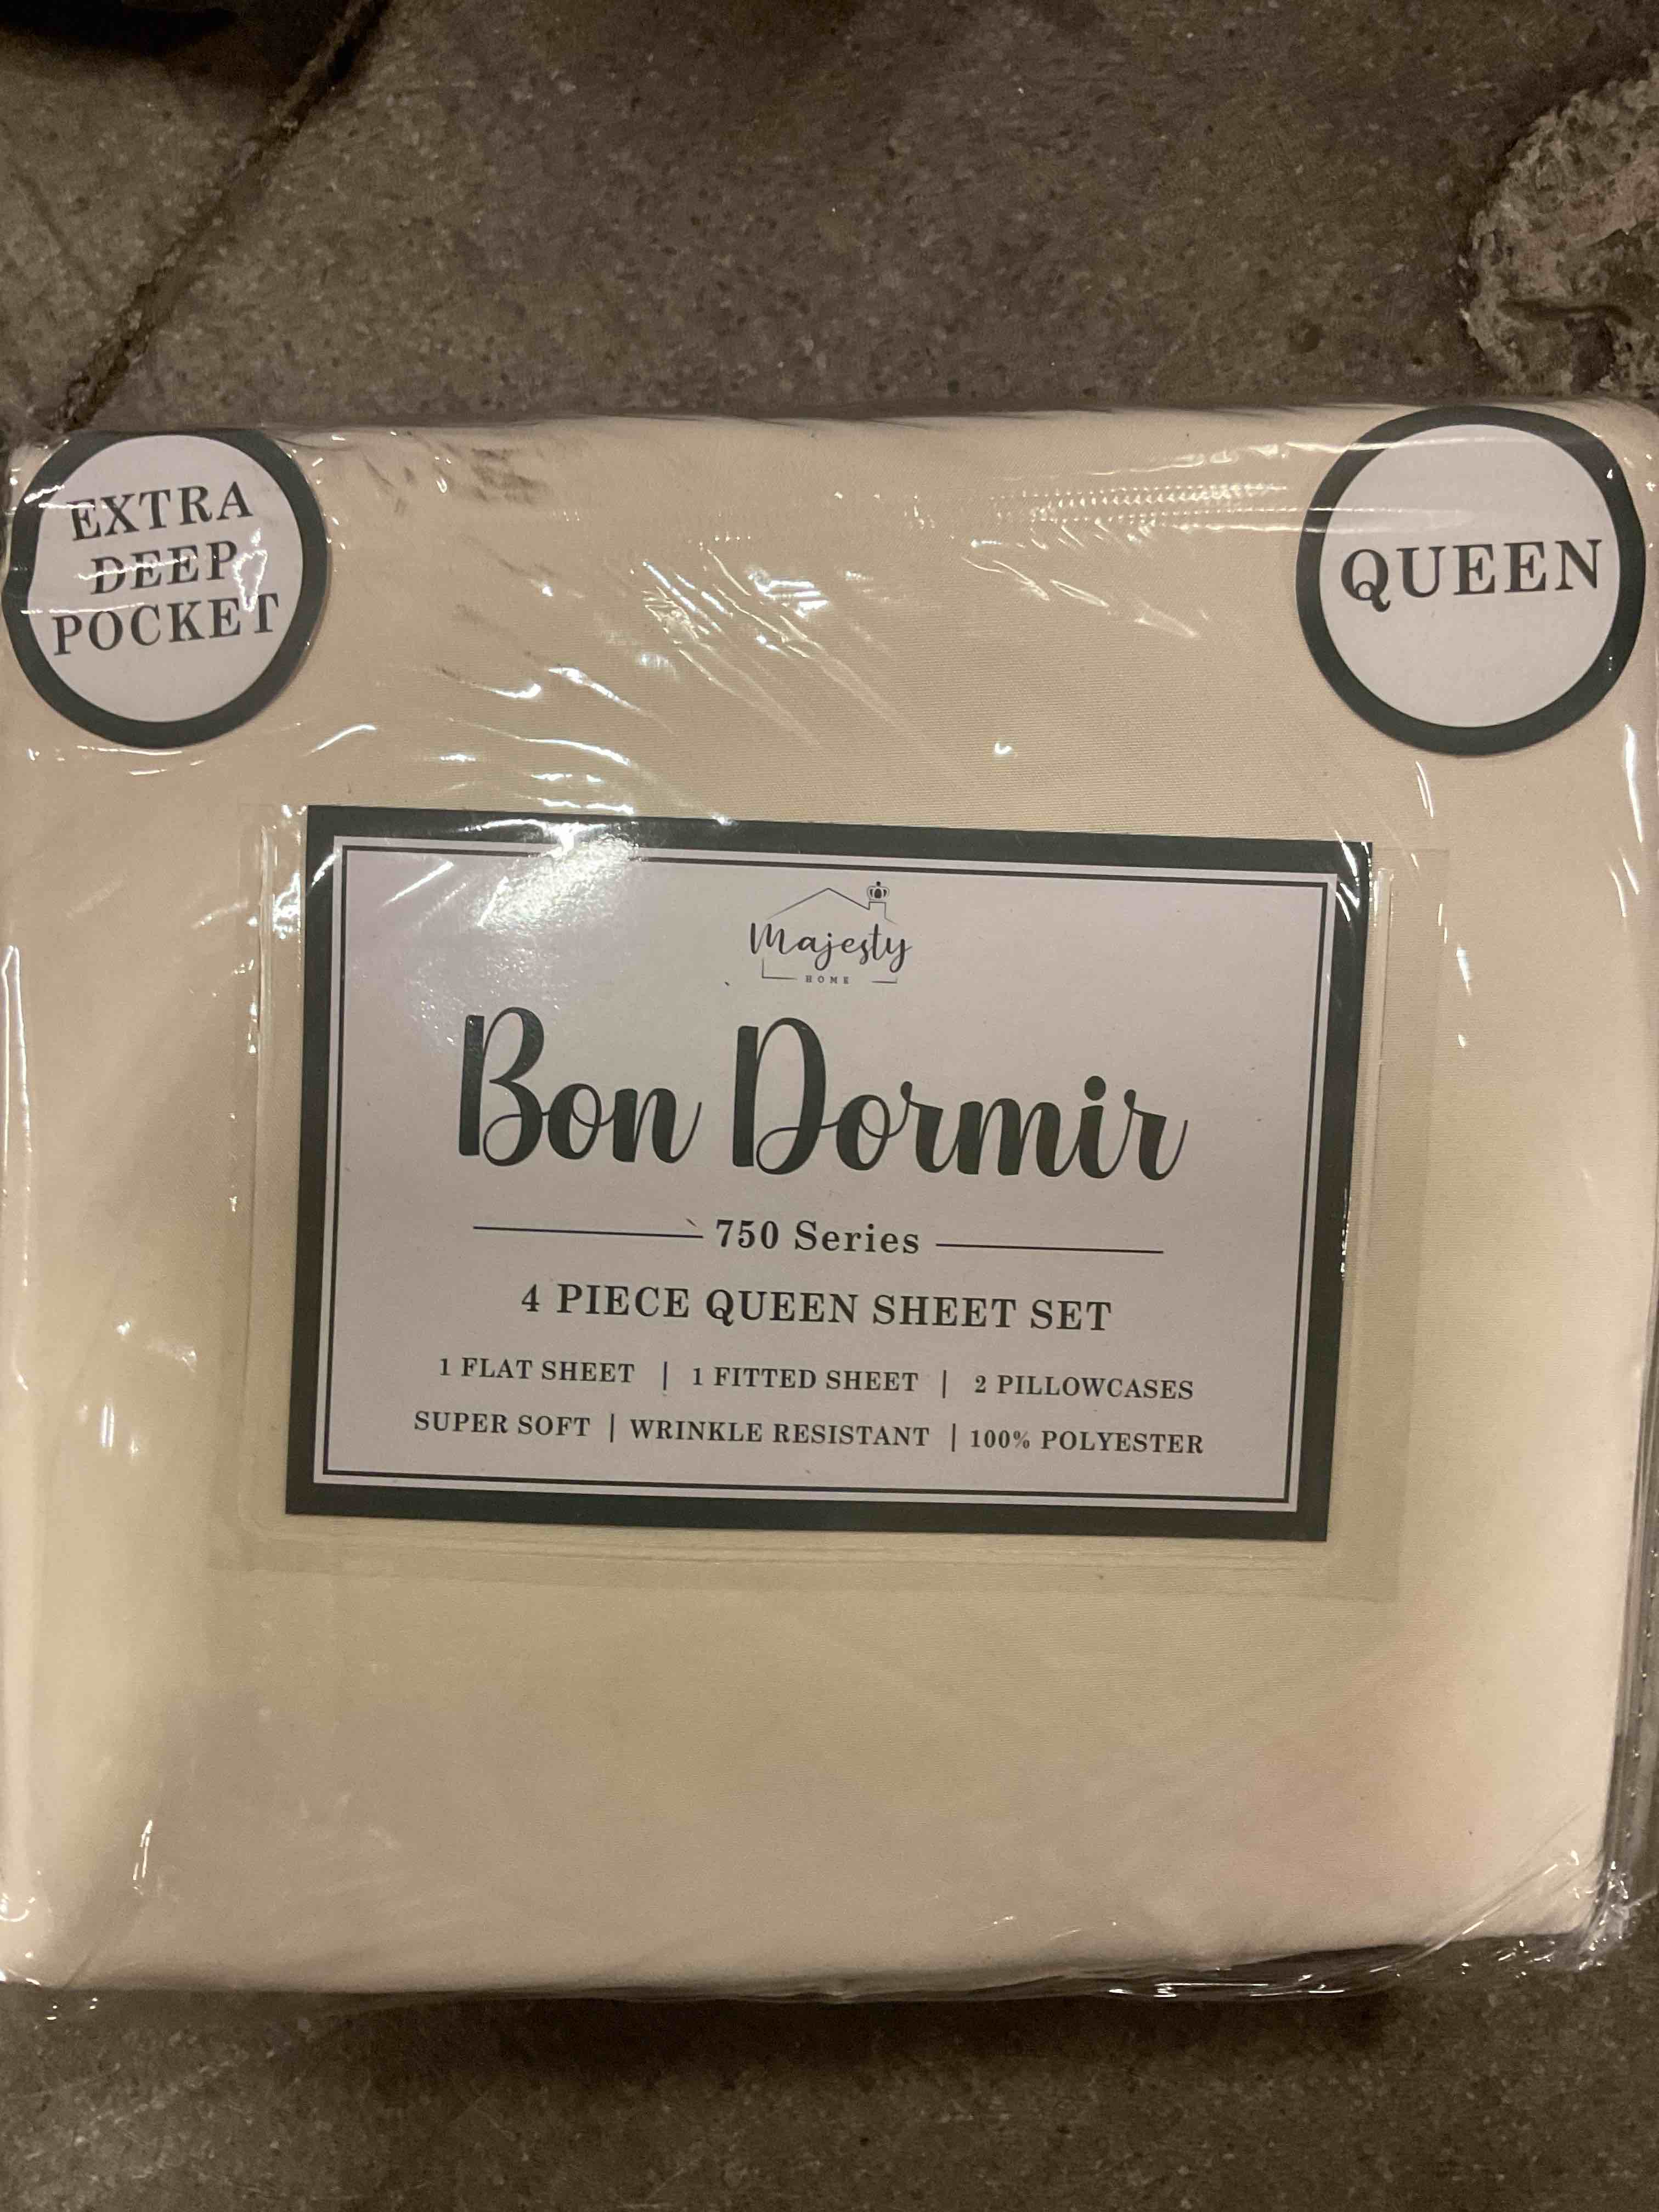 EXTRA
DEEP
POCKET
QUEEN
Majesty
HOME
Bon Dormir
750 Series
4 PIECE QUEEN SHEET SET
1 FLAT SHEET | 1 FITTED SHEET | 2 PILLOWCASES
SUPER SOFT | WRINKLE RESISTANT | 100% POLYESTER